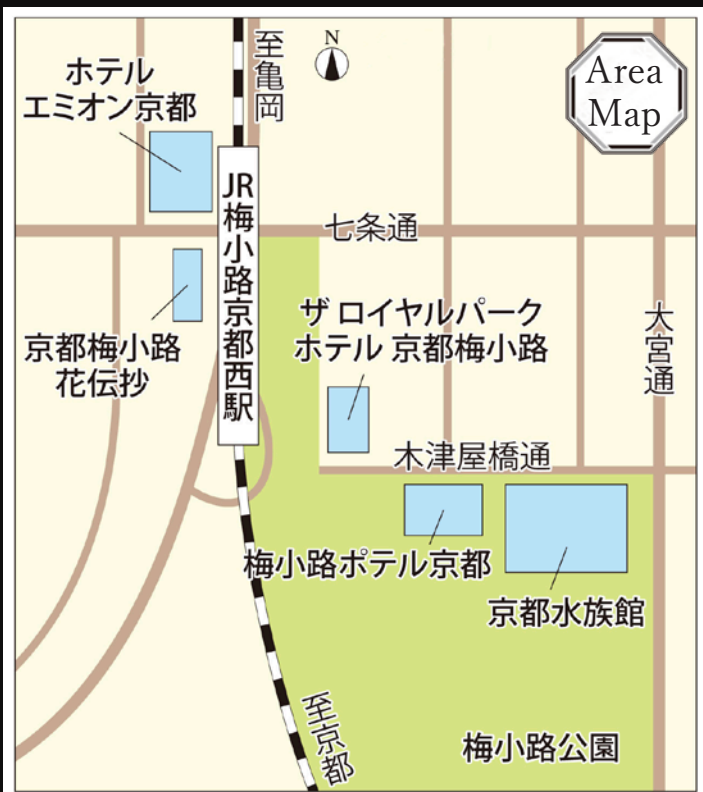 ホテル
エミオン京都
至亀岡
N
Area
Map
JR梅小路京都西駅
七条通
京都梅小路
花伝抄
ザ ロイヤルパーク
ホテル 京都梅小路
大宮通
木津屋橋通
梅小路ポテル京都
京都水族館
至京都
梅小路公園